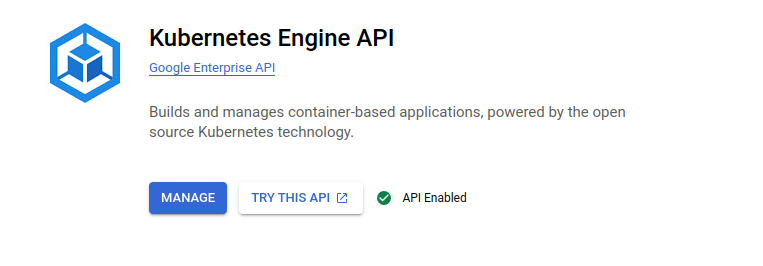 Kubernetes Engine API
Google Enterprise API
Builds and manages container-based applications, powered by the open
source Kubernetes technology.
MANAGE
TRY THIS API
API Enabled